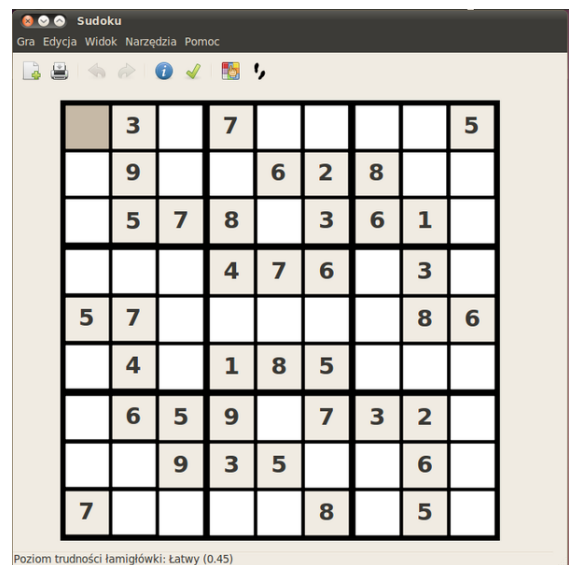 Sudoku
Gra Edycja Widok Narzędzia Pomoc
3 7 5
9 6 2 8
5 7 8 3 6 1
4 7 6 3
5 7 8 6
4 1 8 5
6 5 9 7 3 2
9 3 5 6
7 8 5
Poziom trudności łamigłówki: Łatwy (0.45)